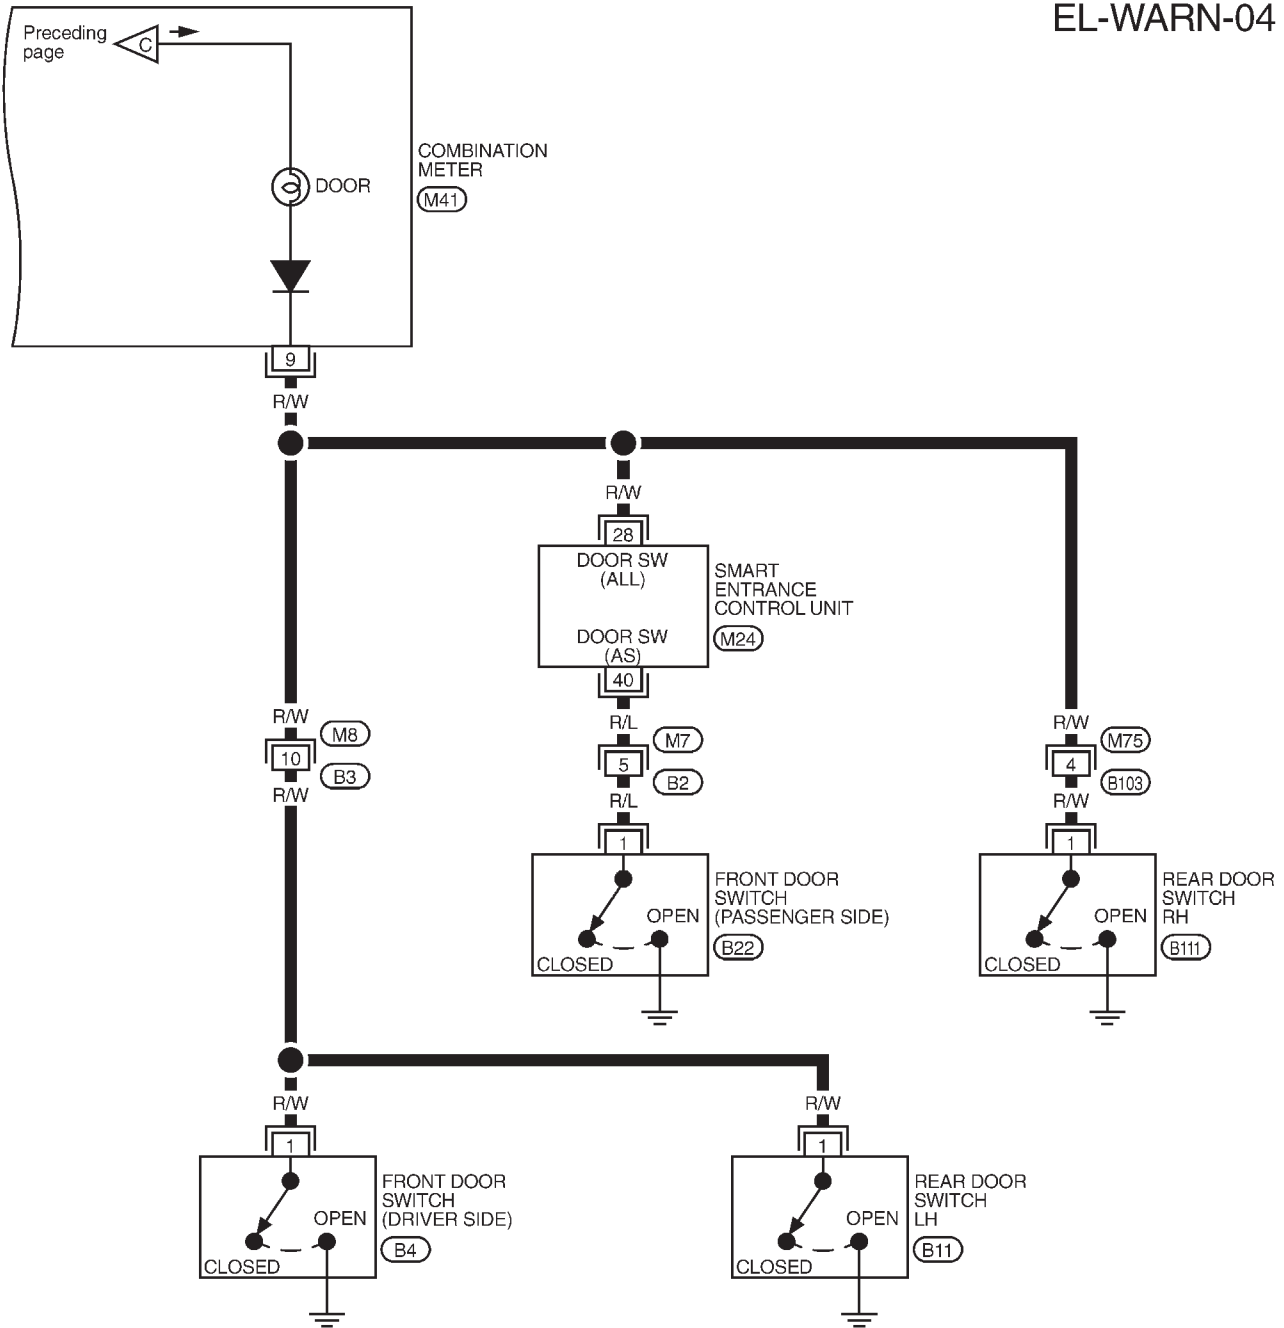 EL-WARN-04
Preceding
page
C
DOOR
COMBINATION
METER
M41
9
R/W
R/W
28
DOOR SW
(ALL)
SMART
ENTRANCE
CONTROL UNIT
M24
DOOR SW
(AS)
40
R/W
M8
10
B3
R/W
R/L
M7
5
B2
R/L
R/W
M75
4
B103
R/W
1
FRONT DOOR
SWITCH
(PASSENGER SIDE)
B22
OPEN
CLOSED
1
REAR DOOR
SWITCH
RH
B111
OPEN
CLOSED
R/W
1
FRONT DOOR
SWITCH
(DRIVER SIDE)
B4
OPEN
CLOSED
R/W
1
REAR DOOR
SWITCH
LH
B11
OPEN
CLOSED